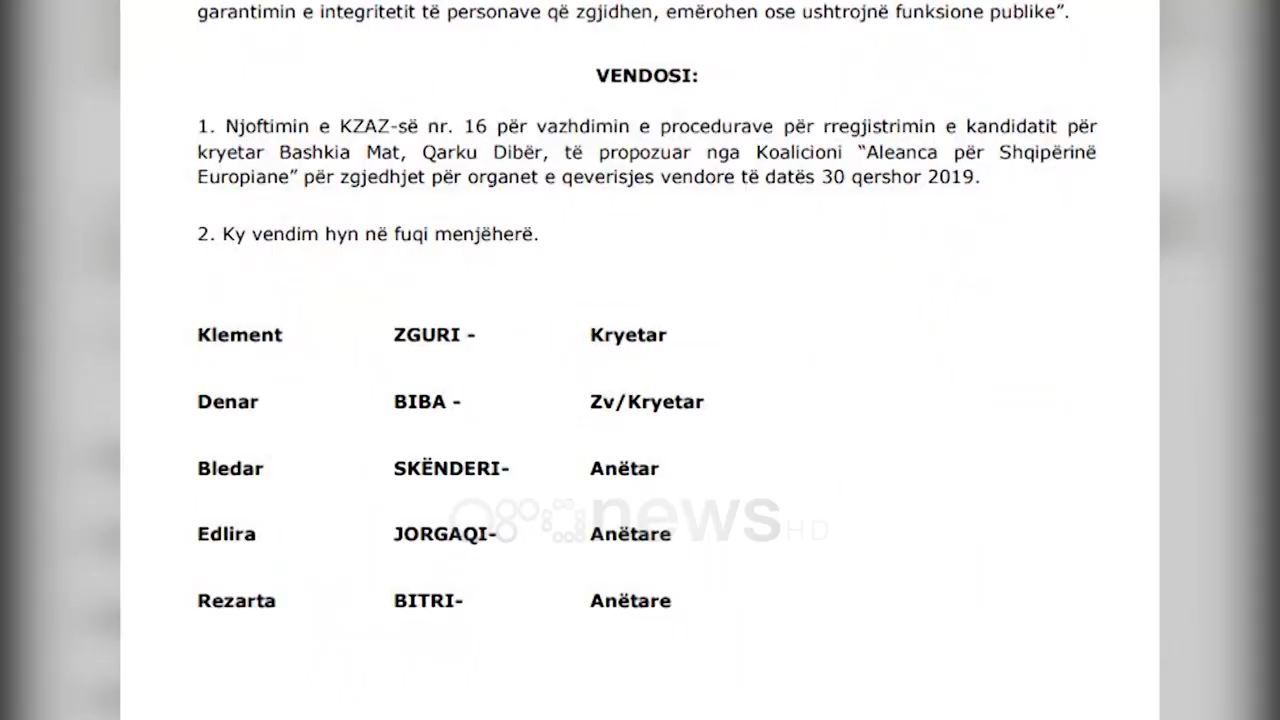 garantimin e integritetit të personave që zgjidhen, emërohen ose ushtrojnë funksione publike”.
VENDOSI:
1. Njoftimin e KZAZ-së nr. 16 për vazhdimin e procedurave për rregjistrimin e kandidatit për
kryetar Bashkia Mat, Qarku Dibër, të propozuar nga Koalicioni “Aleanca për Shqipërinë
Europiane” për zgjedhjet për organet e qeverisjes vendore të datës 30 qershor 2019.
2. Ky vendim hyn në fuqi menjëherë.
Klement ZGURI - Kryetar
Denar BIBA - Zv/Kryetar
Bledar SKËNDERI- Anëtar
news HD
Edlira JORGAQI- Anëtare
Rezarta BITRI- Anëtare